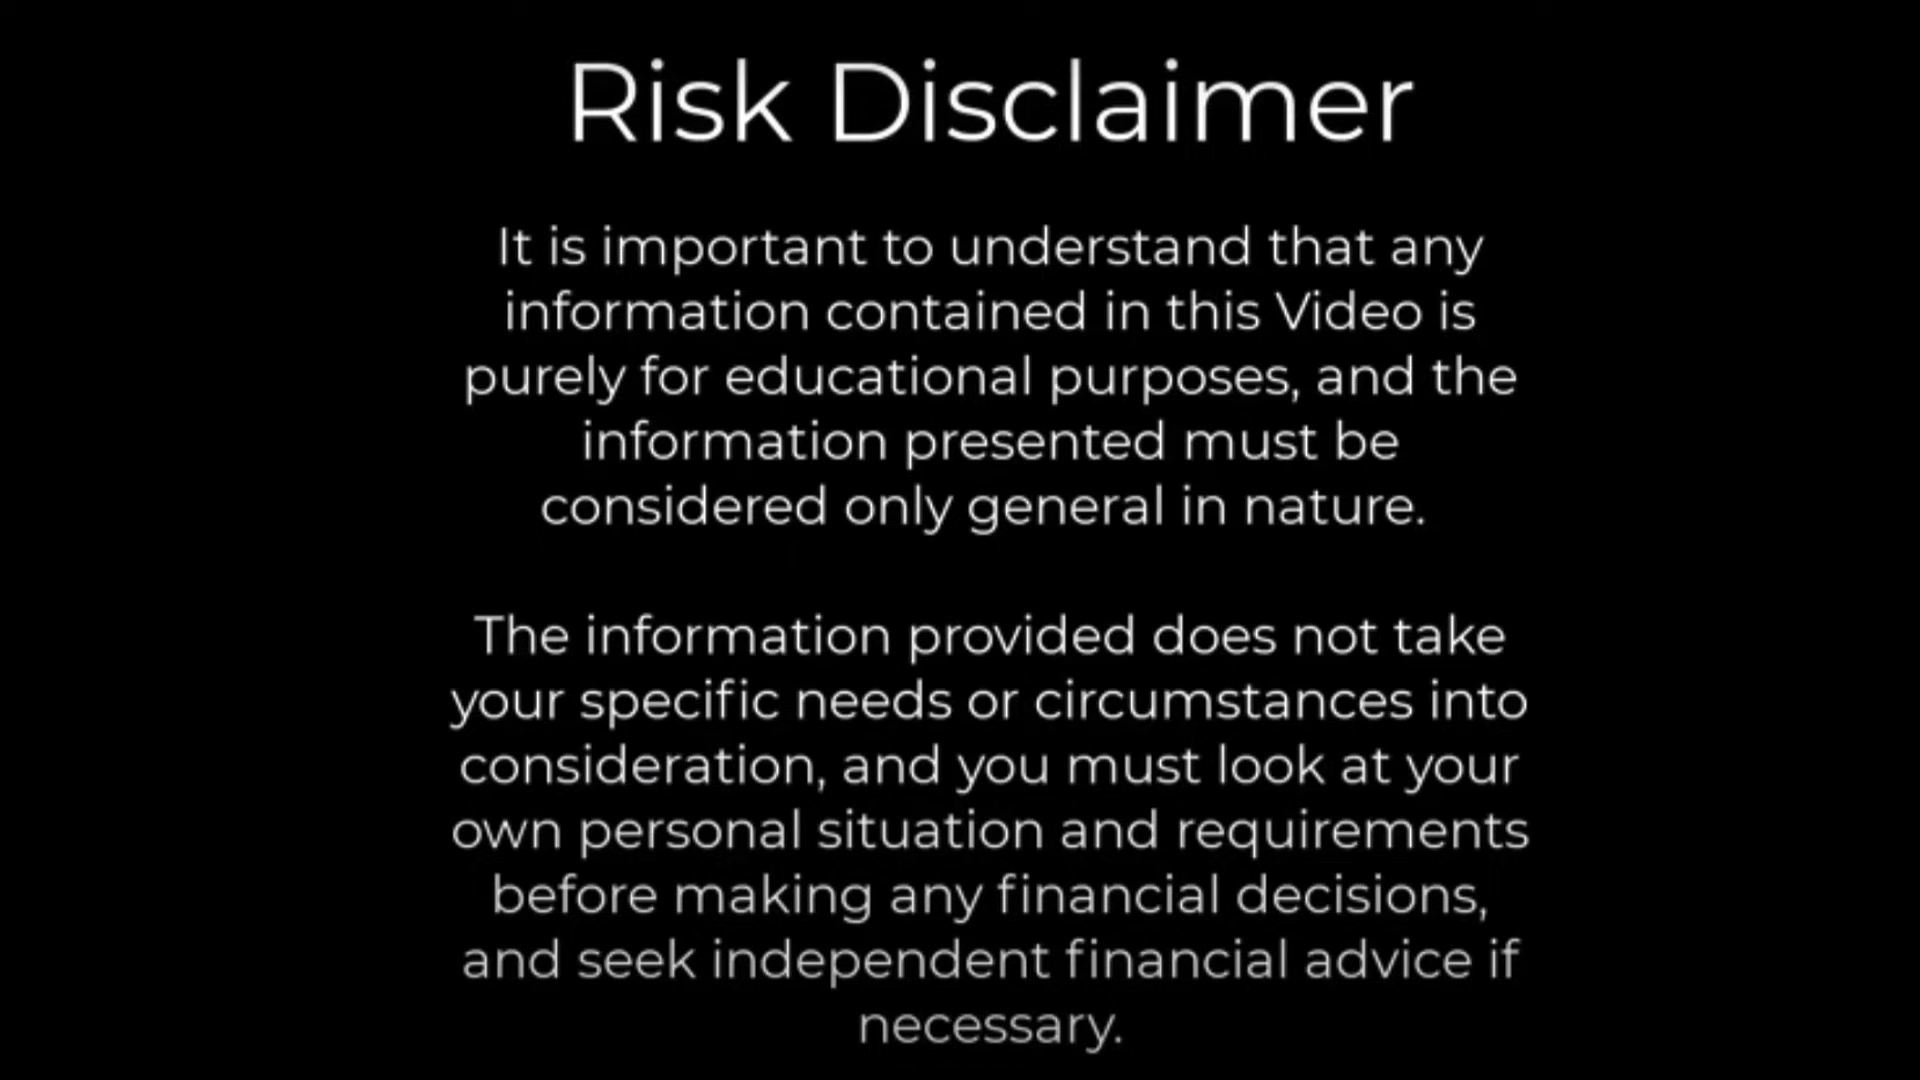 Risk Disclaimer
It is important to understand that any
information contained in this Video is
purely for educational purposes, and the
information presented must be
considered only general in nature.
The information provided does not take
your specific needs or circumstances into
consideration, and you must look at your
own personal situation and requirements
before making any financial decisions,
and seek independent financial advice if
necessary.